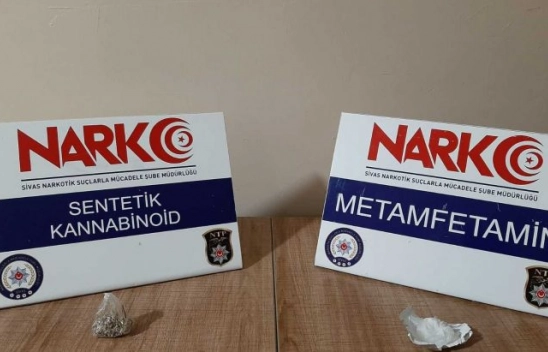 NARKO
SİVAS NARKOTİK SUÇLARLA MÜCADELE ŞUBE MÜDÜRLÜĞÜ
SENTETİK
KANNABİNOİD
NTF
NARKO
SİVAS NARKOTİK SUÇLARLA MÜCADELE ŞUBE MÜDÜRLÜĞÜ
METAMFETAMİN